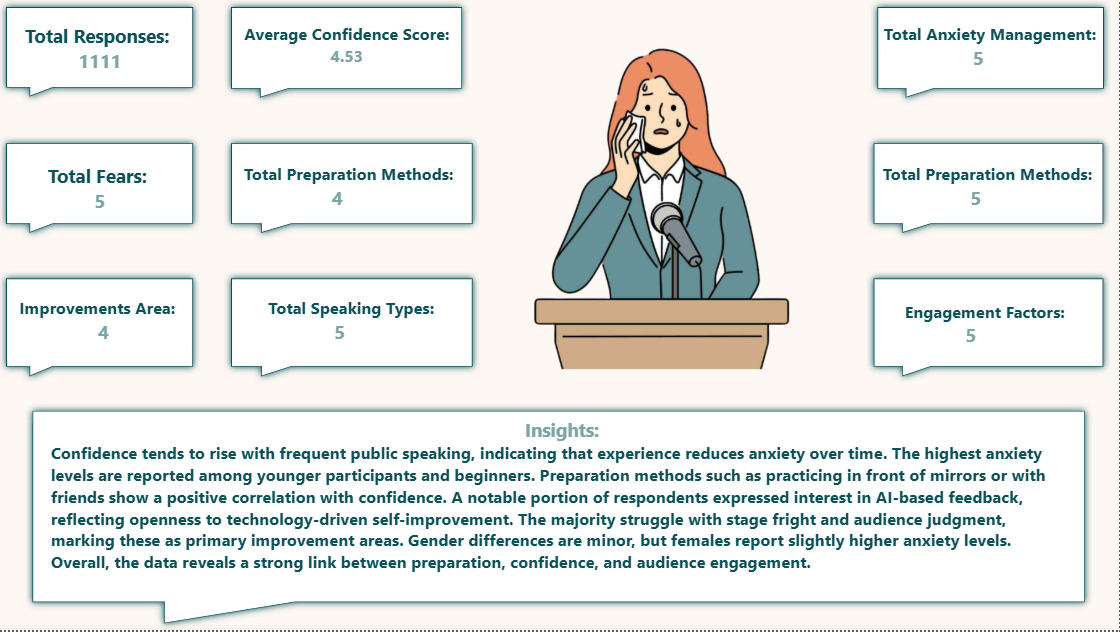 Total Responses:
1111
Average Confidence Score:
4.53
Total Anxiety Management:
5
Total Fears:
5
Total Preparation Methods:
4
Total Preparation Methods:
5
Improvements Area:
4
Total Speaking Types:
5
Engagement Factors:
5
Insights:
Confidence tends to rise with frequent public speaking, indicating that experience reduces anxiety over time. The highest anxiety
levels are reported among younger participants and beginners. Preparation methods such as practicing in front of mirrors or with
friends show a positive correlation with confidence. A notable portion of respondents expressed interest in AI-based feedback,
reflecting openness to technology-driven self-improvement. The majority struggle with stage fright and audience judgment,
marking these as primary improvement areas. Gender differences are minor, but females report slightly higher anxiety levels.
Overall, the data reveals a strong link between preparation, confidence, and audience engagement.